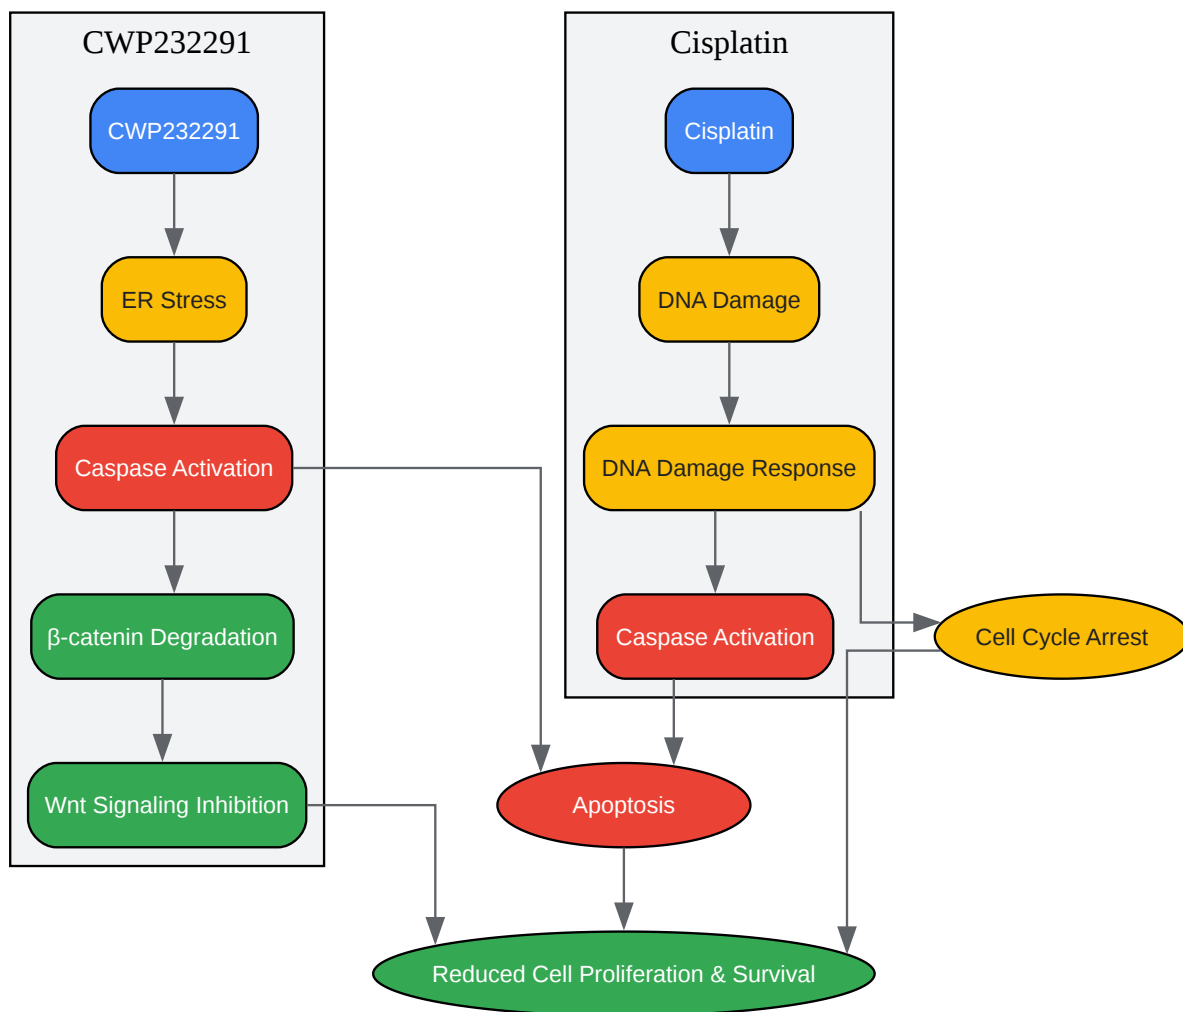 CWP232291
CWP232291
ER Stress
Caspase Activation
β-catenin Degradation
Wnt Signaling Inhibition
Cisplatin
Cisplatin
DNA Damage
DNA Damage Response
Caspase Activation
Cell Cycle Arrest
Apoptosis
Reduced Cell Proliferation & Survival